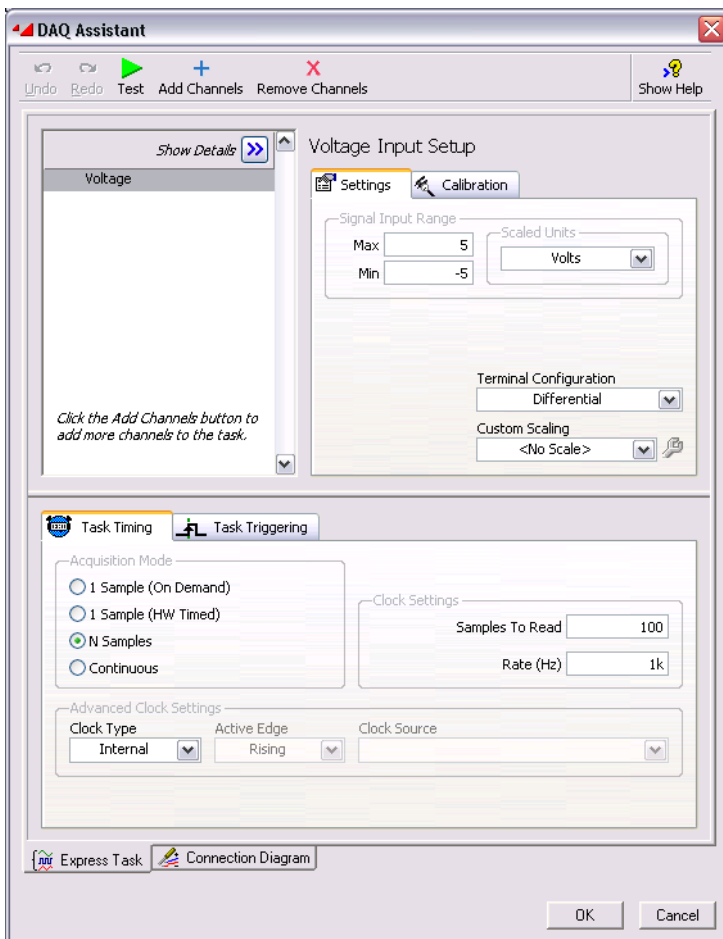 DAQ Assistant
Undo Redo Test Add Channels Remove Channels Show Help
Show Details
Voltage
Click the Add Channels button to
add more channels to the task.
Voltage Input Setup
Settings Calibration
Signal Input Range
Max 5
Min -5
Scaled Units
Volts
Terminal Configuration
Differential
Custom Scaling
<No Scale>
Task Timing Task Triggering
Acquisition Mode
1 Sample (On Demand)
1 Sample (HW Timed)
N Samples
Continuous
Clock Settings
Samples To Read 100
Rate (Hz) 1k
Advanced Clock Settings
Clock Type Active Edge Clock Source
Internal Rising
Express Task Connection Diagram
OK Cancel